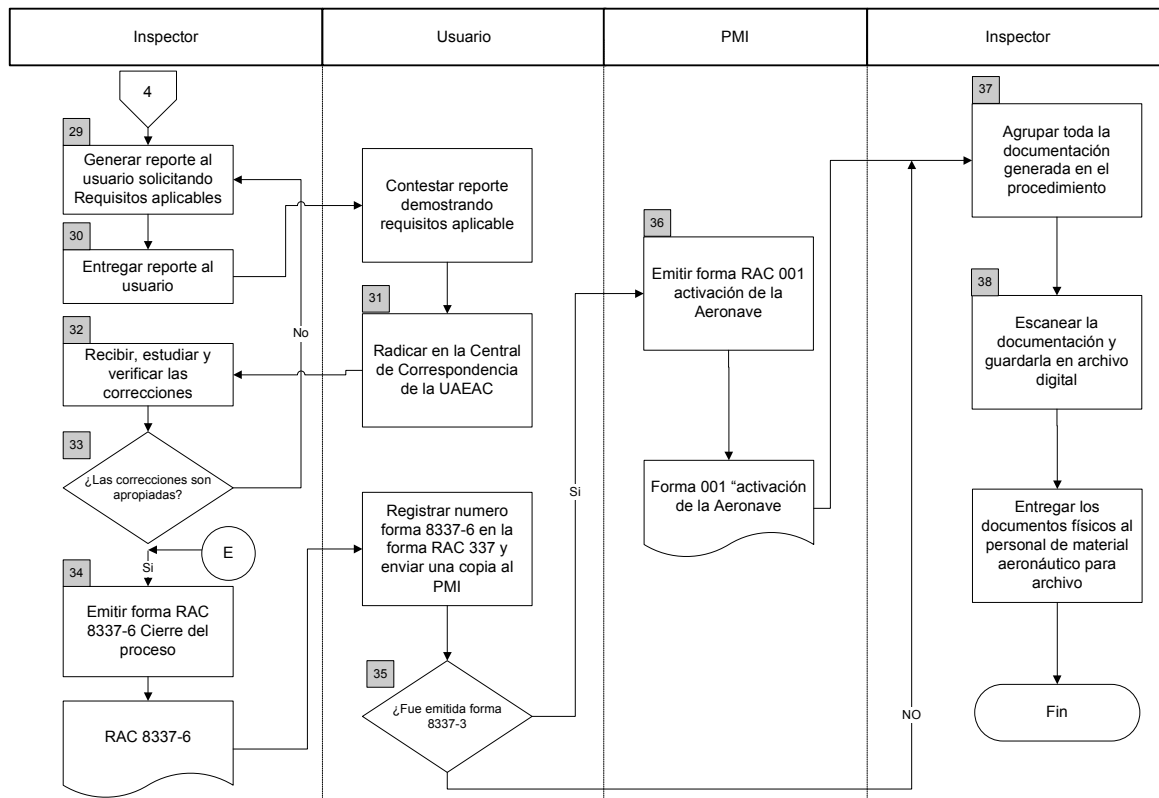 Inspector
Usuario
PMI
Inspector
4
29
Generar reporte al
usuario solicitando
Requisitos aplicables
30
Entregar reporte al
usuario
32
Recibir, estudiar y
verificar las
correcciones
33
¿Las correcciones son
apropiadas?
No
Si
E
34
Emitir forma RAC
8337-6 Cierre del
proceso
RAC 8337-6
Contestar reporte
demostrando
requisitos aplicable
31
Radicar en la Central
de Correspondencia
de la UAEAC
Registrar numero
forma 8337-6 en la
forma RAC 337 y
enviar una copia al
PMI
35
¿Fue emitida forma
8337-3
Si
36
Emitir forma RAC 001
activación de la
Aeronave
Forma 001 “activación
de la Aeronave
NO
37
Agrupar toda la
documentación
generada en el
procedimiento
38
Escanear la
documentación y
guardarla en archivo
digital
Entregar los
documentos físicos al
personal de material
aeronáutico para
archivo
Fin